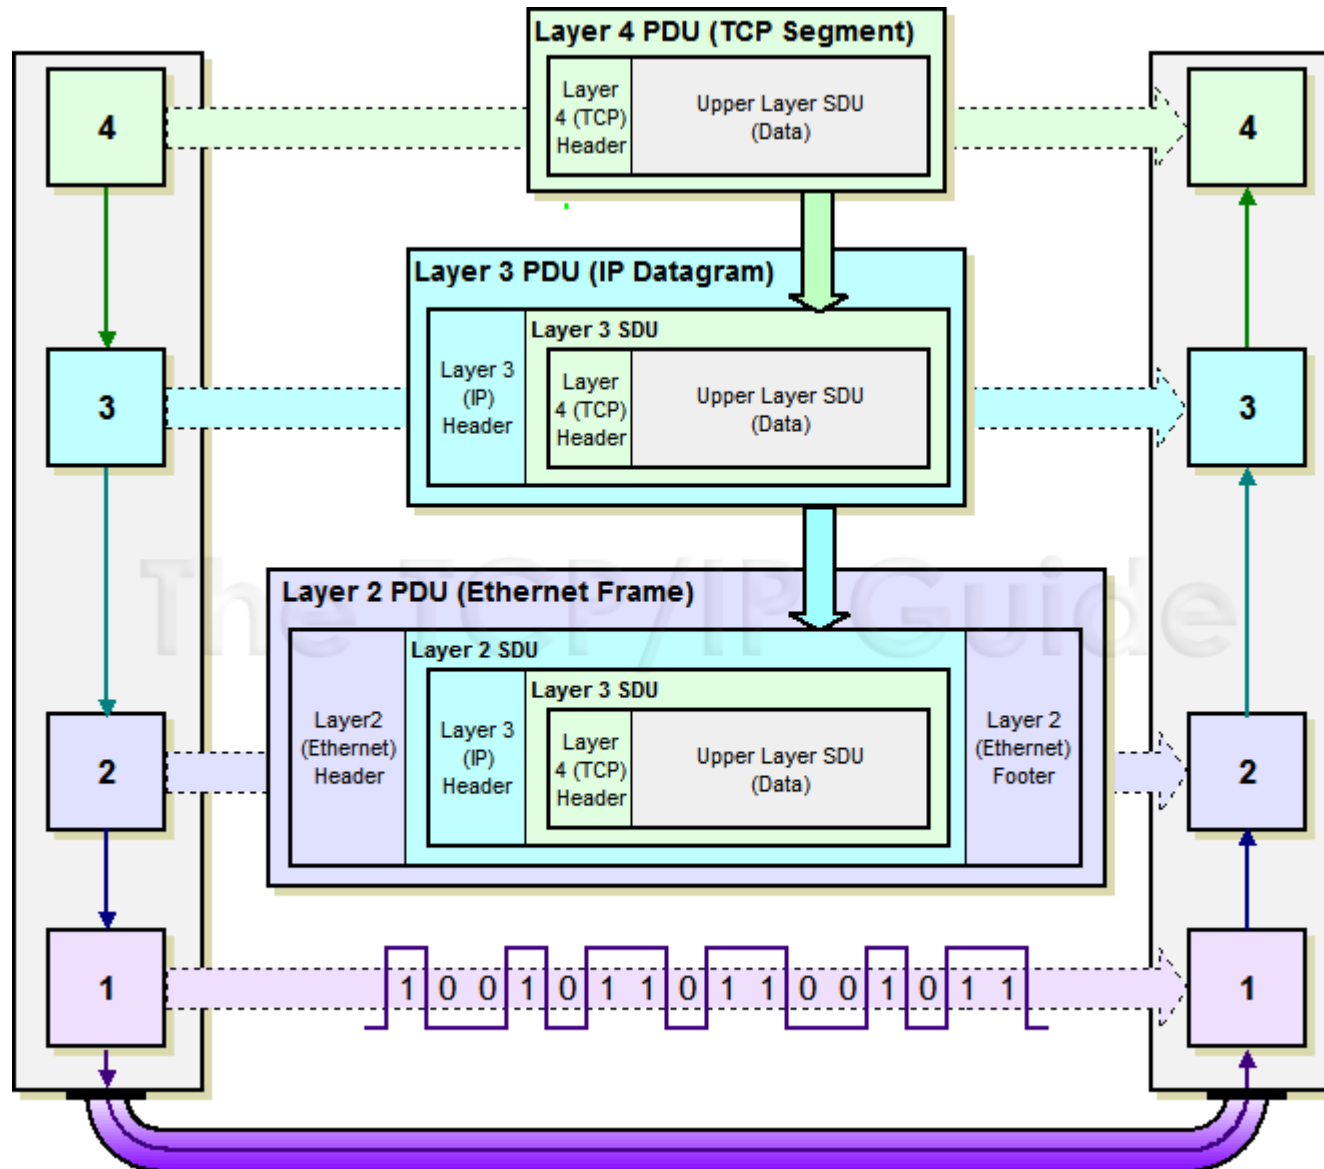 Layer 4 PDU (TCP Segment)
Layer
4 (TCP)
Header
Upper Layer SDU
(Data)
4
4
Layer 3 PDU (IP Datagram)
Layer 3 SDU
Layer 3
(IP)
Header
Layer
4 (TCP)
Header
Upper Layer SDU
(Data)
3
3
The TCP/IP Guide
Layer 2 PDU (Ethernet Frame)
Layer 2 SDU
Layer 3 SDU
Layer2
(Ethernet)
Header
Layer 3
(IP)
Header
Layer
4 (TCP)
Header
Upper Layer SDU
(Data)
Layer 2
(Ethernet)
Footer
2
2
1
1 0 0 1 0 1 1 0 1 1 0 0 1 0 1 1
1